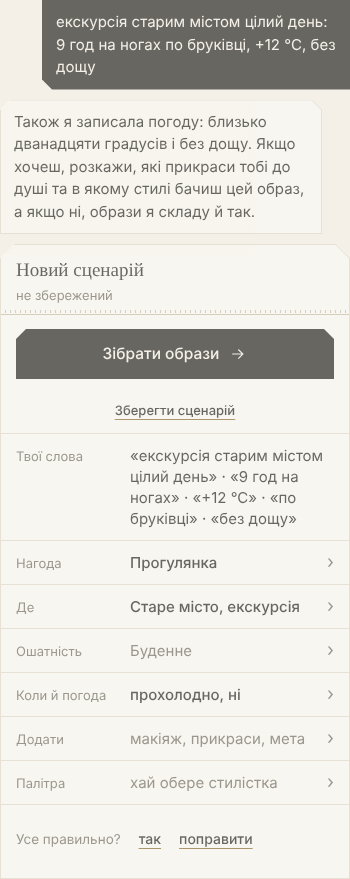 екскурсія старим містом цілий день:
9 год на ногах по бруківці, +12 °C, без
дощу
Також я записала погоду: близько
дванадцяти градусів і без дощу. Якщо
хочеш, розкажи, які прикраси тобі до
душі та в якому стилі бачиш цей образ,
а якщо ні, образи я складу й так.
Новий сценарій
не збережений
Зібрати образи →
Зберегти сценарій
Твої слова
«екскурсія старим містом
цілий день» · «9 год на
ногах» · «+12 °C» · «по
бруківці» · «без дощу»
Нагода Прогулянка ›
Де Старе місто, екскурсія ›
Ошатність Буденне ›
Коли й погода прохолодно, ні ›
Додати макіяж, прикраси, мета ›
Палітра хай обере стилістка ›
Усе правильно? так поправити